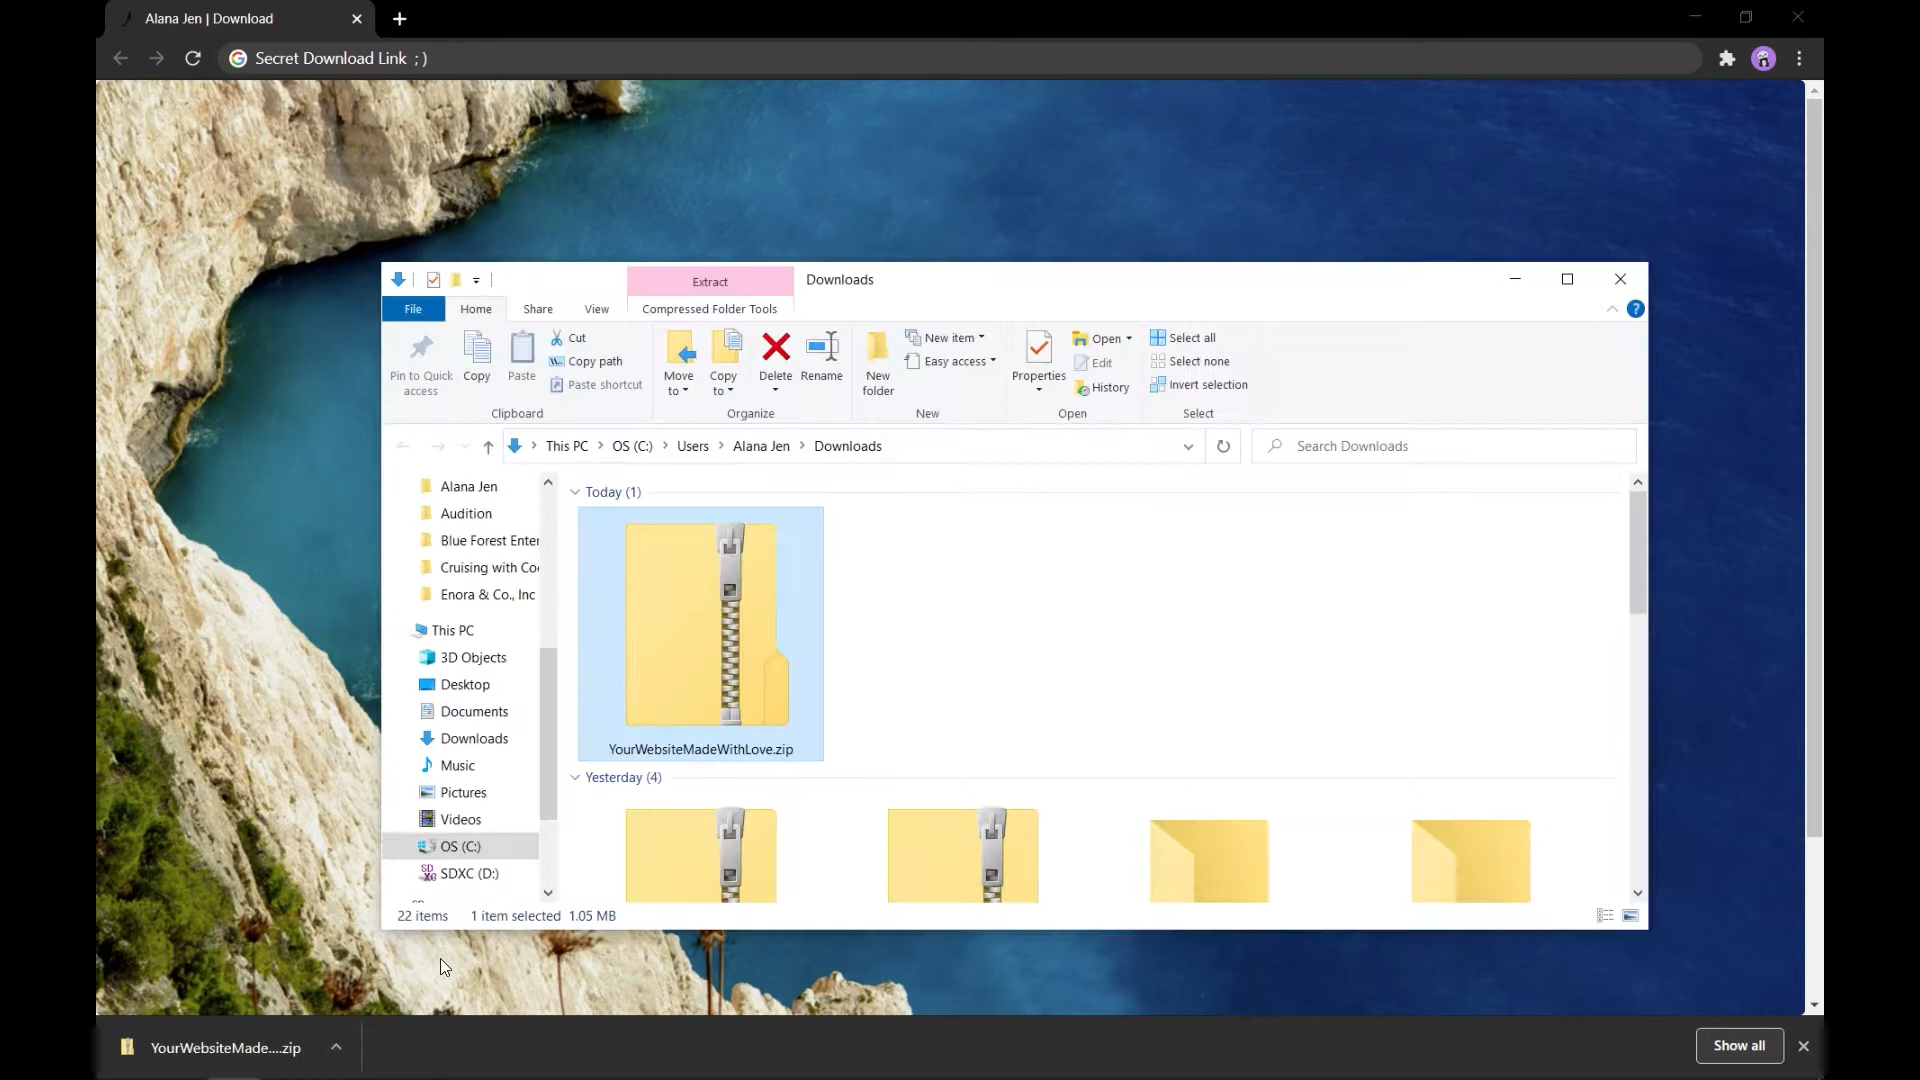 Alana Jen | Download
Secret Download Link ; )
Extract
Downloads
File
Home
Share
View
Compressed Folder Tools
Pin to Quick access
Copy
Paste
Cut
Copy path
Paste shortcut
Clipboard
Move to
Copy to
Delete
Rename
Organize
New folder
New item
Easy access
New
Properties
Open
Edit
History
Open
Select all
Select none
Invert selection
Select
This PC > OS (C:) > Users > Alana Jen > Downloads
Search Downloads
Alana Jen
Audition
Blue Forest Enter
Cruising with Co
Enora & Co., Inc
This PC
3D Objects
Desktop
Documents
Downloads
Music
Pictures
Videos
OS (C:)
SDXC (D:)
Today (1)
YourWebsiteMadeWithLove.zip
Yesterday (4)
22 items
1 item selected 1.05 MB
YourWebsiteMade....zip
Show all